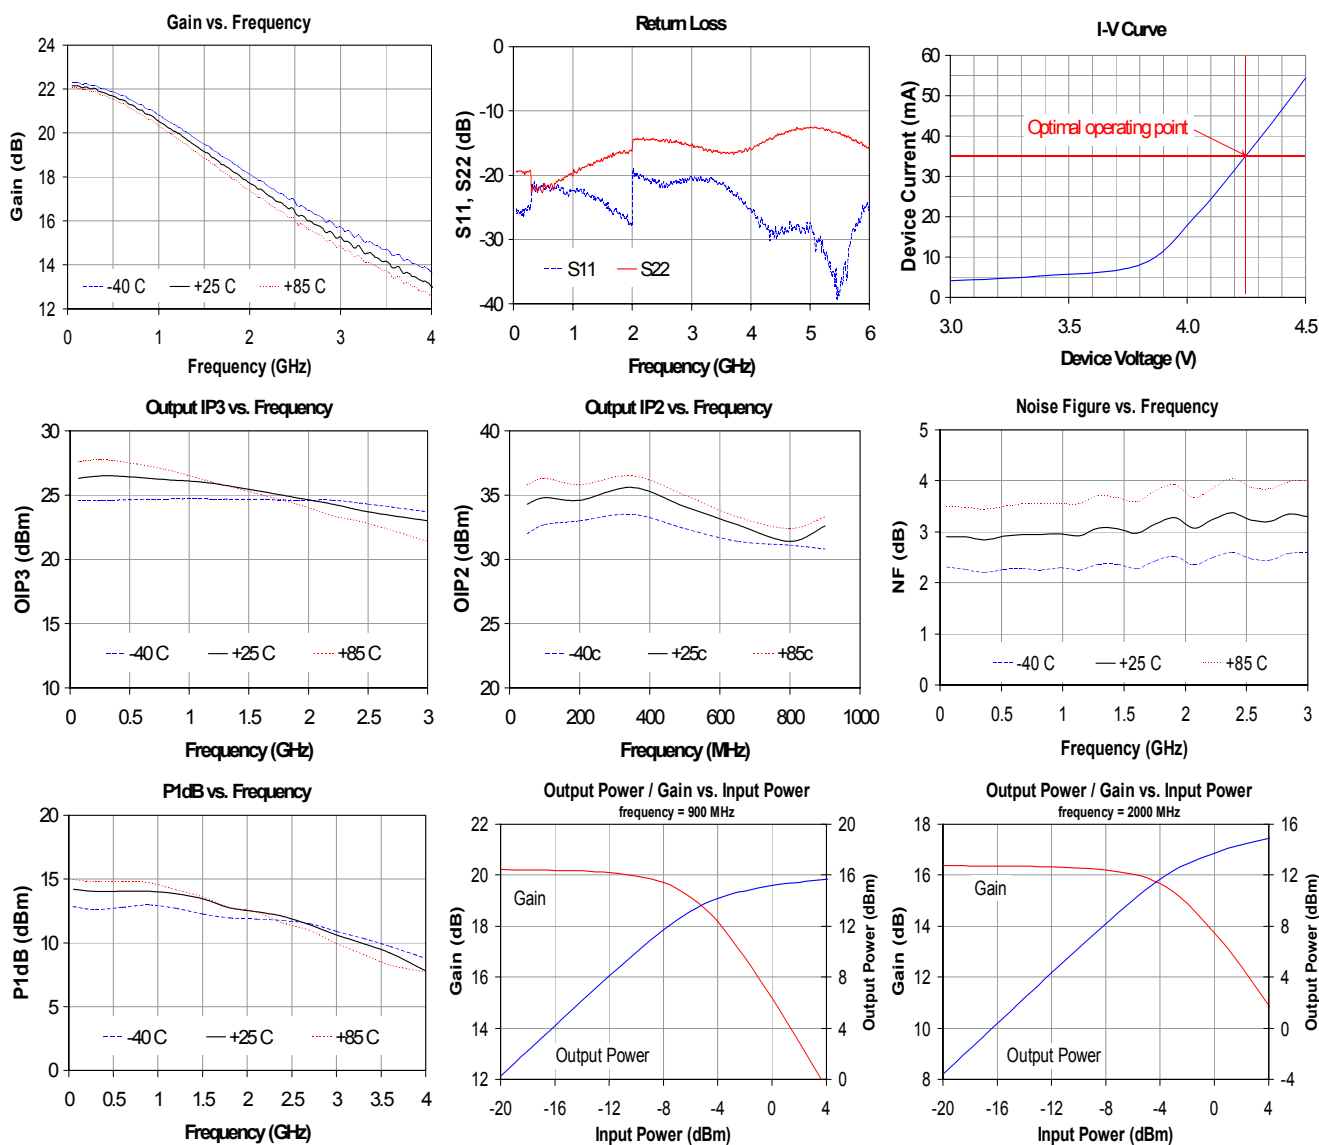 Gain vs. Frequency
24
22
20
18
16
14
12
Gain (dB)
-40 C
+25 C
+85 C
0
1
2
3
4
Frequency (GHz)
Return Loss
0
-10
-20
-30
-40
S11, S22 (dB)
S11
S22
0
1
2
3
4
5
6
Frequency (GHz)
I-V Curve
60
50
40
30
20
10
0
Device Current (mA)
Optimal operating point
3.0
3.5
4.0
4.5
Device Voltage (V)
Output IP3 vs. Frequency
30
25
20
15
10
OIP3 (dBm)
-40 C
+25 C
+85 C
0
0.5
1
1.5
2
2.5
3
Frequency (GHz)
Output IP2 vs. Frequency
40
35
30
25
20
OIP2 (dBm)
-40c
+25c
+85c
0
200
400
600
800
1000
Frequency (MHz)
Noise Figure vs. Frequency
5
4
3
2
1
0
NF (dB)
-40 C
+25 C
+85 C
0
0.5
1
1.5
2
2.5
3
Frequency (GHz)
P1dB vs. Frequency
20
15
10
5
0
P1dB (dBm)
-40 C
+25 C
+85 C
0
0.5
1
1.5
2
2.5
3
3.5
4
Frequency (GHz)
Output Power / Gain vs. Input Power
frequency = 900 MHz
22
20
18
16
14
12
Gain (dB)
Gain
Output Power
20
16
12
8
4
0
Output Power (dBm)
-20
-16
-12
-8
-4
0
4
Input Power (dBm)
Output Power / Gain vs. Input Power
frequency = 2000 MHz
18
16
14
12
10
8
Gain (dB)
Gain
Output Power
16
12
8
4
0
-4
Output Power (dBm)
-20
-16
-12
-8
-4
0
4
Input Power (dBm)